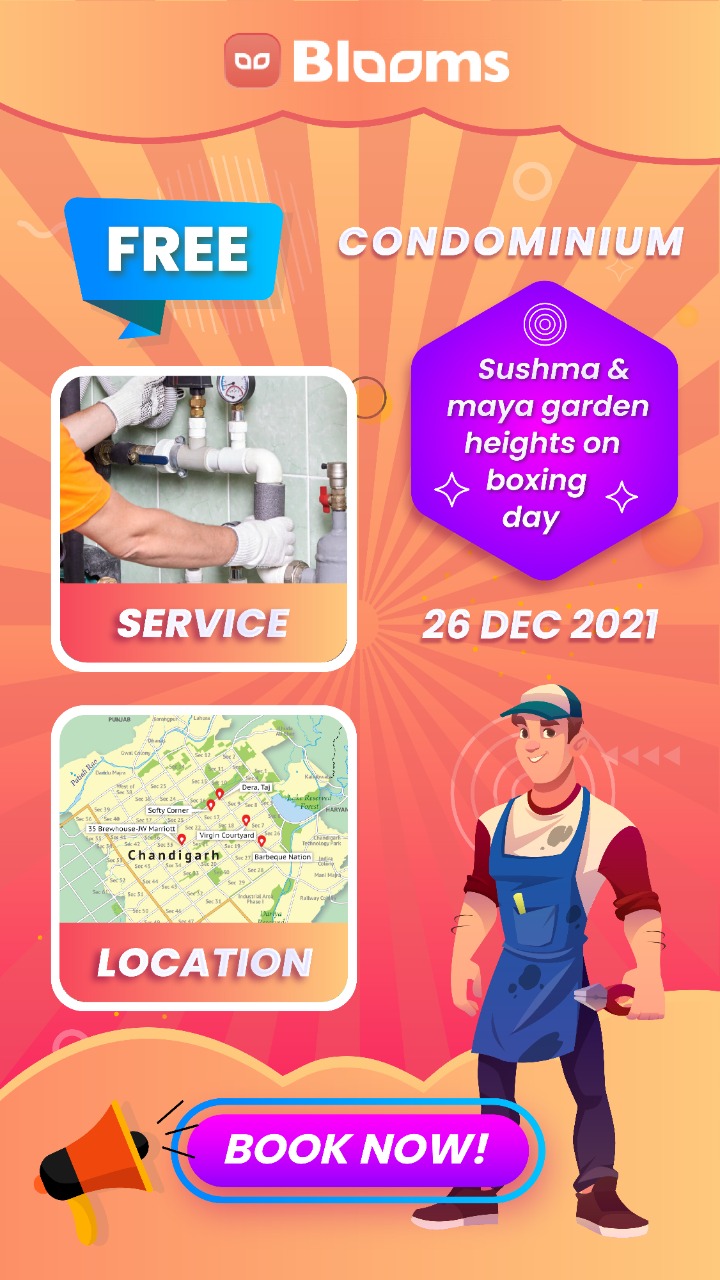 Blooms
FREE
CONDOMINIUM
Sushma &
maya garden
heights on
boxing
day
SERVICE
26 DEC 2021
Dera, Taj
Softy Corner
35 Brewhouse-JW Marriott
Virgin Courtyard
Chandigarh
Barbeque Nation
LOCATION
BOOK NOW!